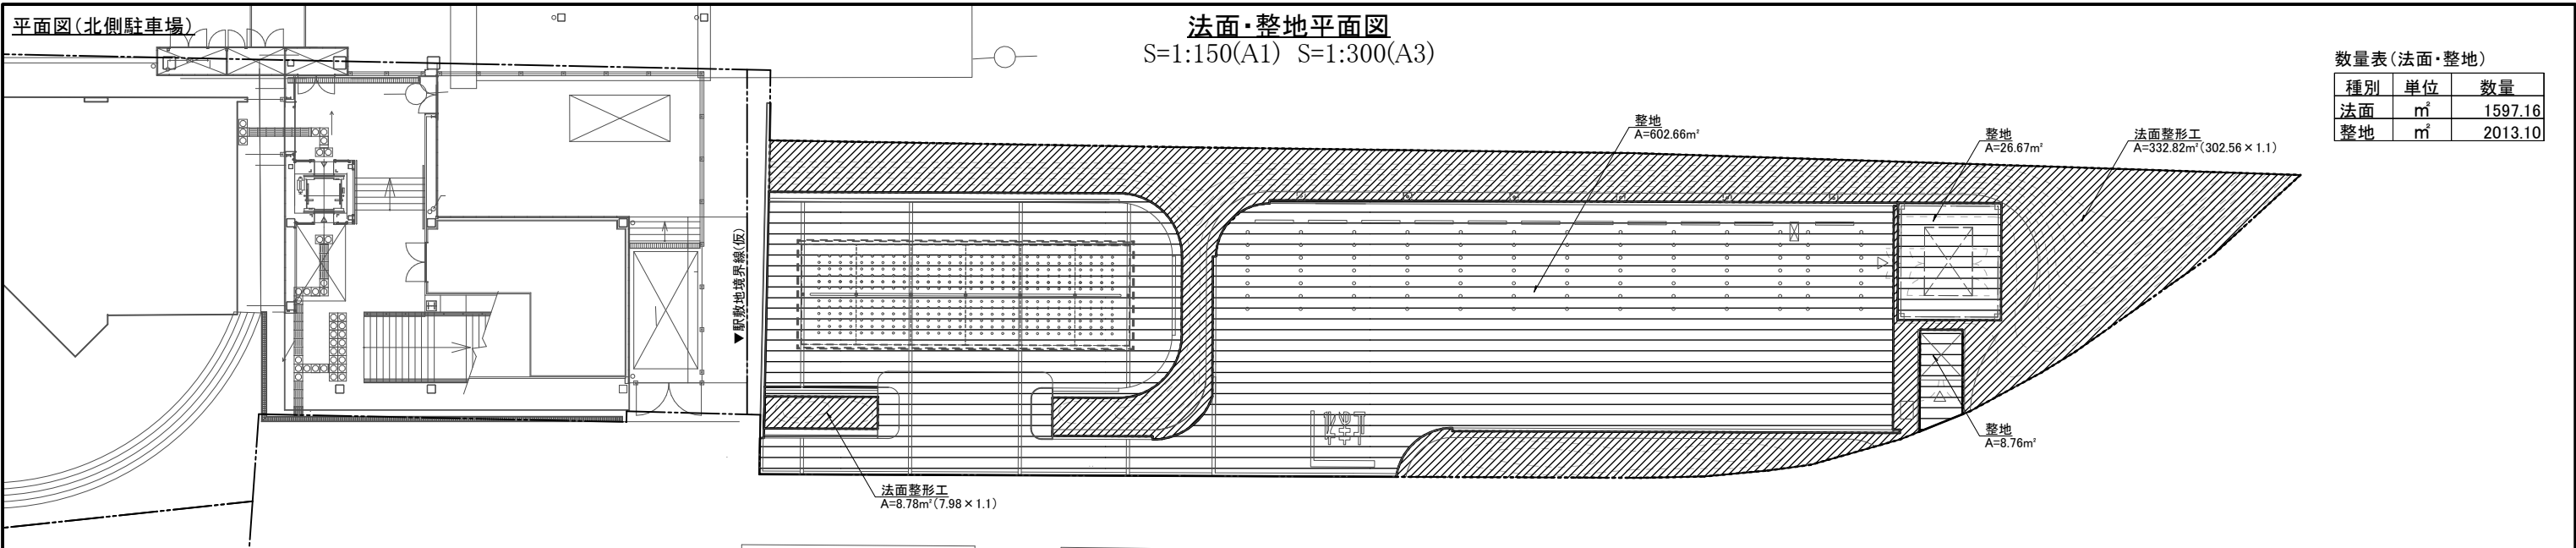 平面図(北側駐車場)
法面・整地平面図
S=1:150(A1) S=1:300(A3)
数量表(法面・整地)
種別 単位 数量
法面 ㎡ 1597.16
整地 ㎡ 2013.10
整地
A=602.66㎡
整地
A=26.67㎡
法面整形工
A=332.82㎡(302.56×1.1)
▼駅敷地境界線(仮)
整地
A=8.76㎡
法面整形工
A=8.78㎡(7.98×1.1)